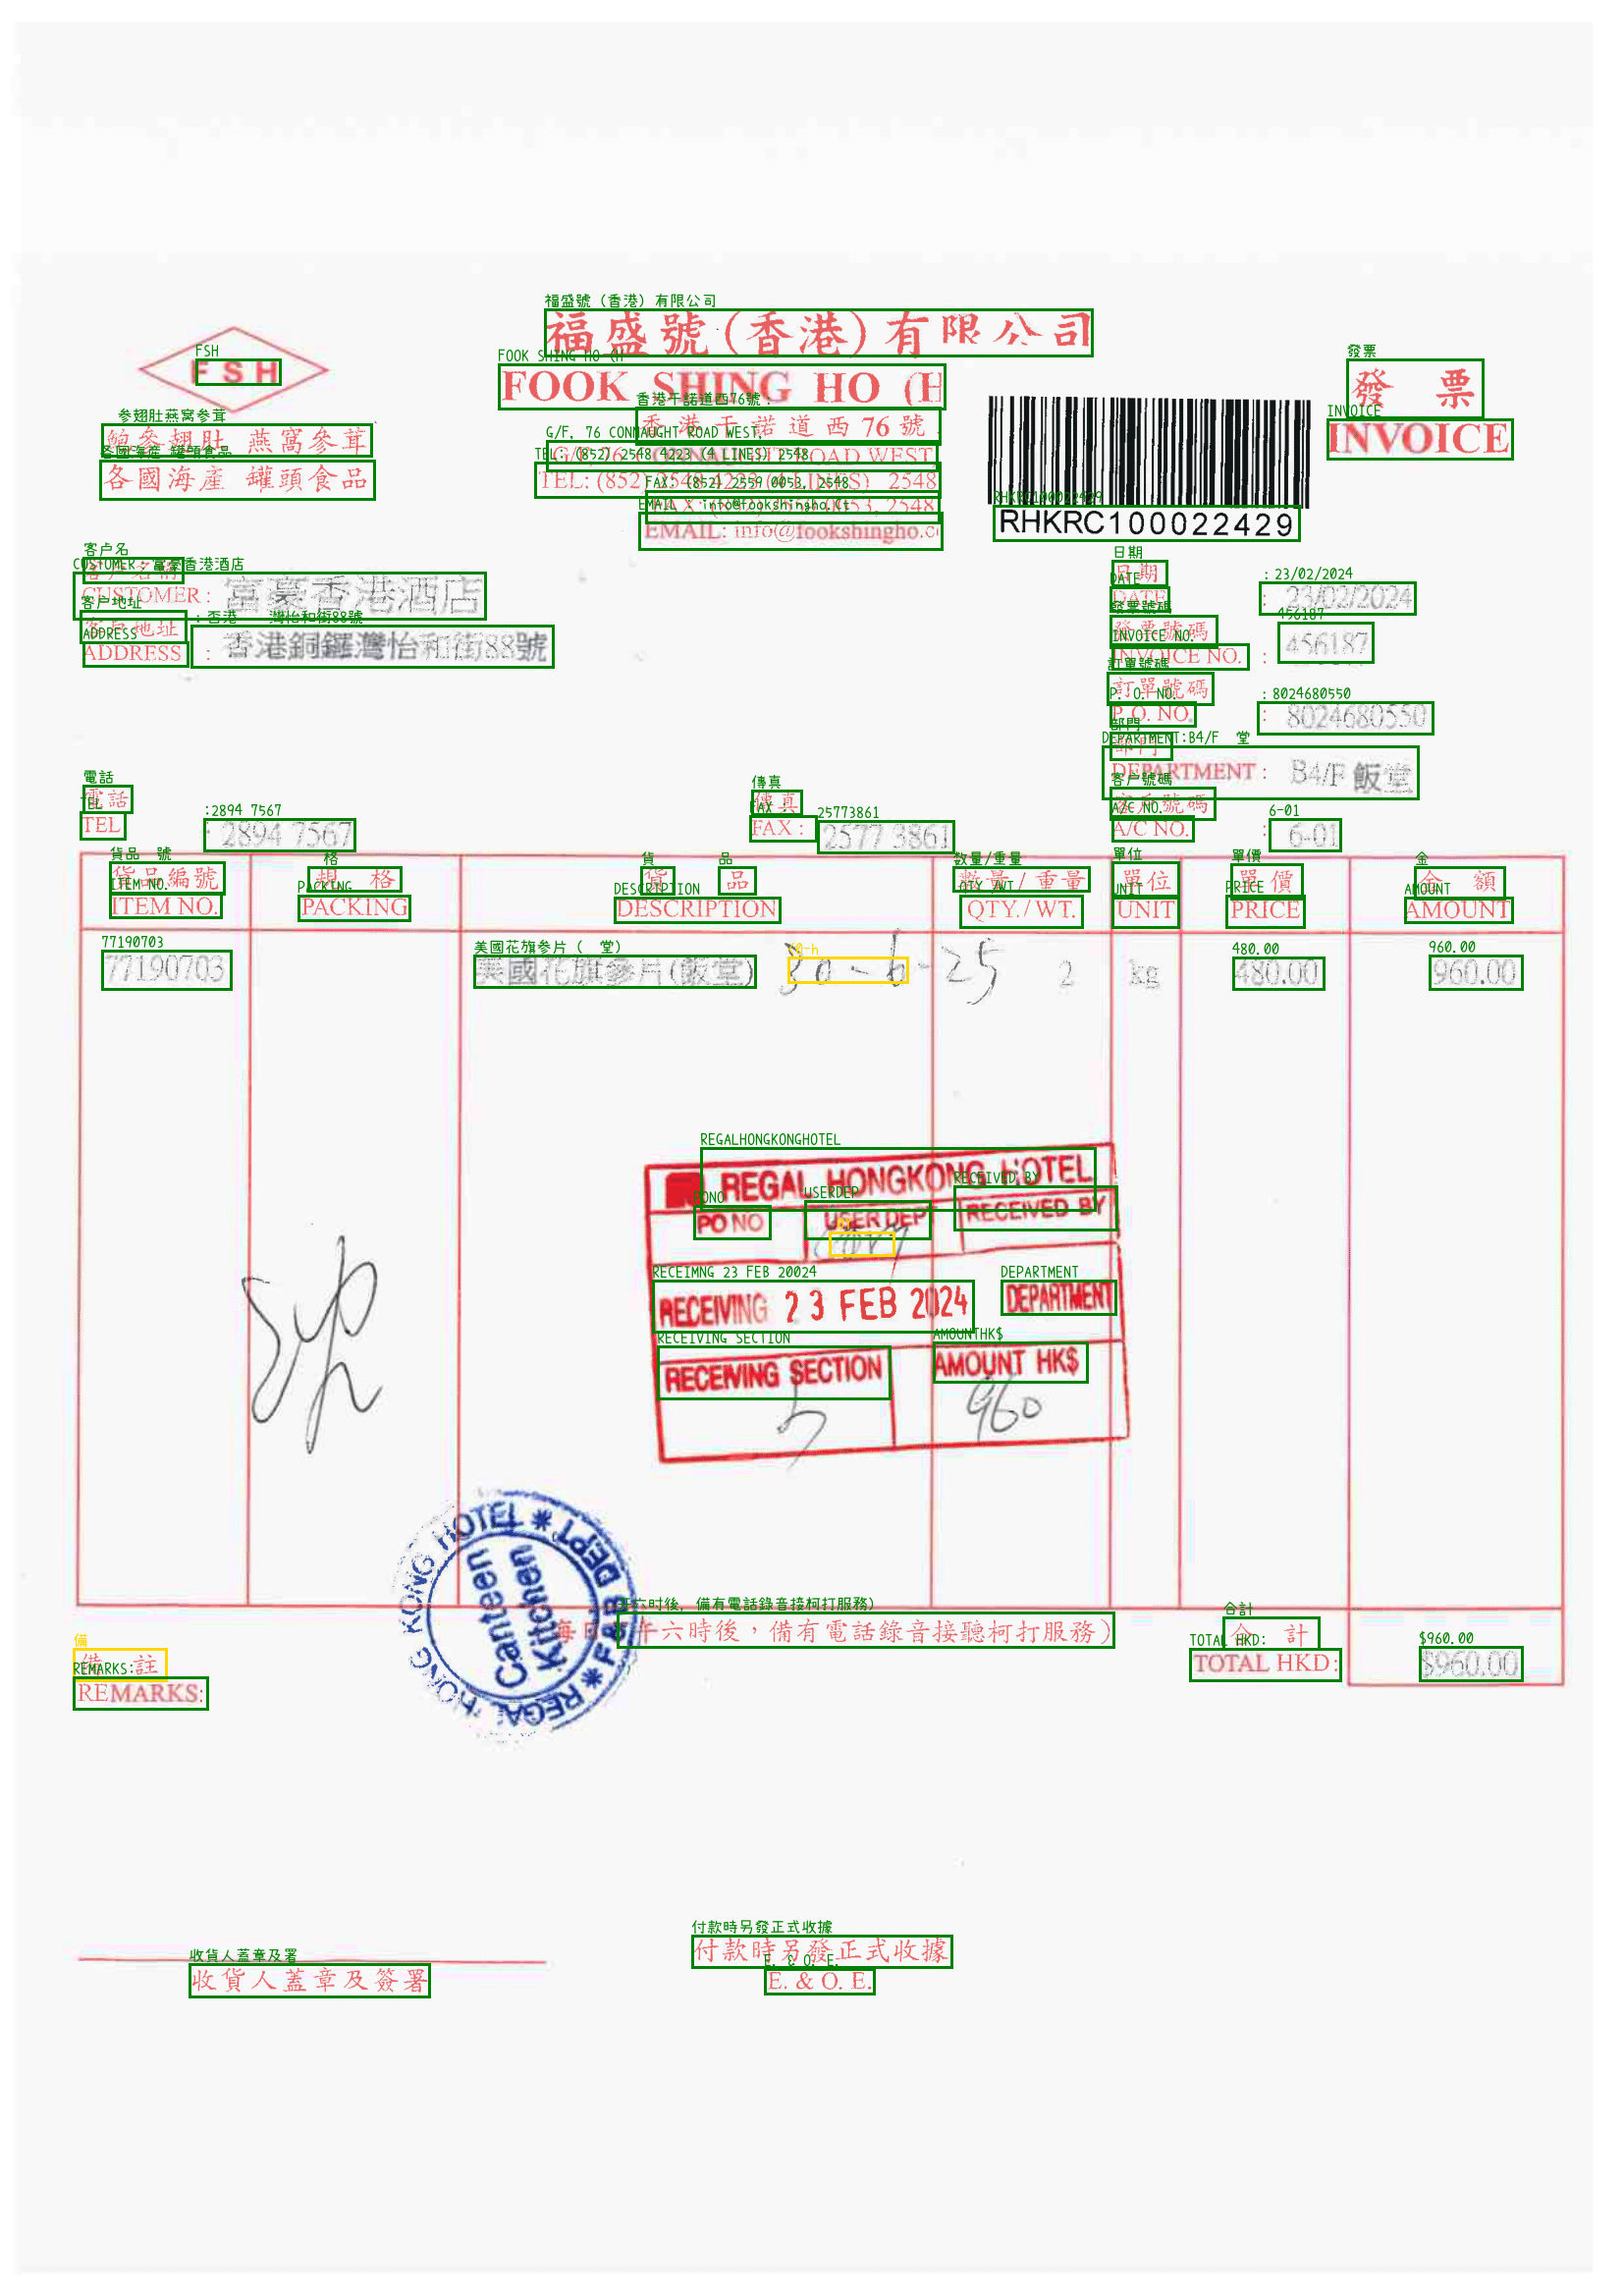 福盛號(香港)有限公司
FSH
FOOK SHING HO (H
發 票
INVOICE
鮑參翅肚 燕窩參茸
各國海產 罐頭食品
香港干諾道西76號
G/F, 76 CONNAUGHT ROAD WEST,
TEL: (852) 2548 4223 (4 LINES) 2548
FAX: (852) 2559 0053, 2548
EMAIL: info@fookshingho.c
RHKRC100022429
客戶名稱
CUSTOMER : 富豪香港酒店
客戶地址
ADDRESS : 香港銅鑼灣怡和街88號
日期
DATE : 23/02/2024
發票號碼
INVOICE NO. : 456187
訂單號碼
P. O. NO. : 8024680550
部門
DEPARTMENT : B4/F 飯堂
客戶號碼
A/C NO. : 6-01
電話
TEL : 2894 7567
傳真
FAX : 2577 3861
貨品編號 規 格 貨 品 數量/重量 單位 單價 金 額
ITEM NO. PACKING DESCRIPTION QTY./WT. UNIT PRICE AMOUNT
77190703 美國花旗參片(飯堂) 30-6-25 2 kg 480.00 960.00
REGAL HONGKONG HOTEL
PO NO USER DEP RECEIVED BY
RECEIVING 23 FEB 2024 DEPARTMENT
RECEIVING SECTION AMOUNT HK$
960
REGAL HONG KONG HOTEL * F&B DEPT *
Canteen
Kitchen
午六時後，備有電話錄音接聽柯打服務)
合 計
TOTAL HKD: $960.00
備 註
REMARKS:
付款時另發正式收據
E. & O. E.
收貨人蓋章及簽署